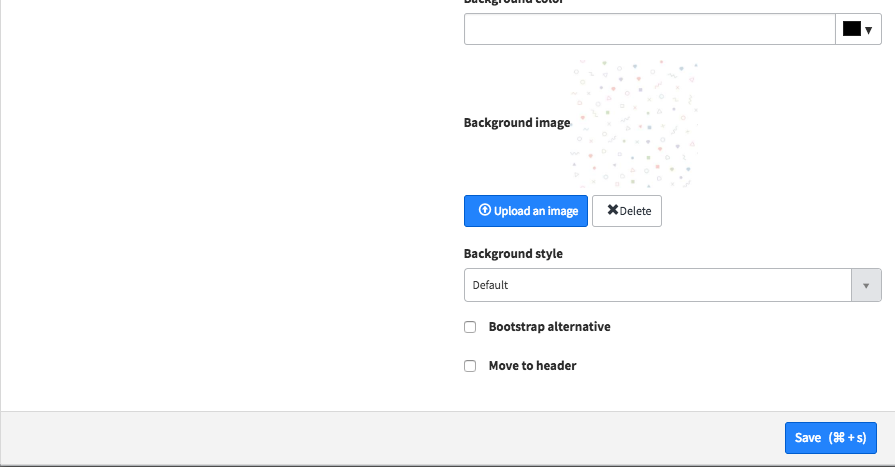 Background color
Background image
Upload an image
Delete
Background style
Default
Bootstrap alternative
Move to header
Save (⌘ + s)